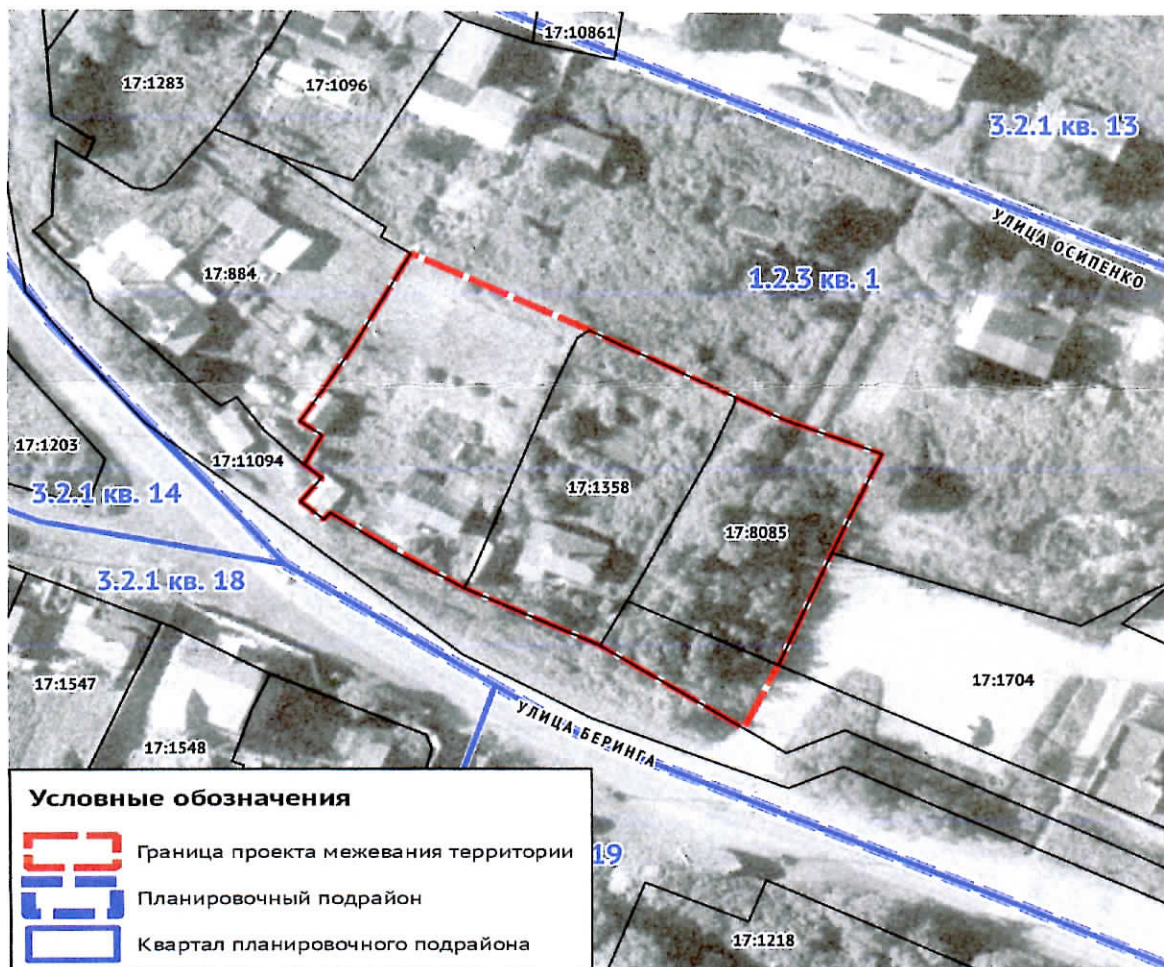 17:10861
17:1283
17:1096
3.2.1 кв. 13
УЛИЦА ОСИПЕНКО
17:884
1.2.3 кв. 1
17:1203
17:11094
3.2.1 кв. 14
17:1358
17:8085
3.2.1 кв. 18
17:1547
17:1704
17:1548
УЛИЦА БЕРИНГА
Условные обозначения
Граница проекта межевания территории
19
Планировочный подрайон
Квартал планировочного подрайона
17:1218